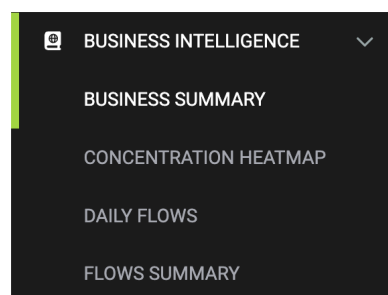 BUSINESS INTELLIGENCE
BUSINESS SUMMARY
CONCENTRATION HEATMAP
DAILY FLOWS
FLOWS SUMMARY